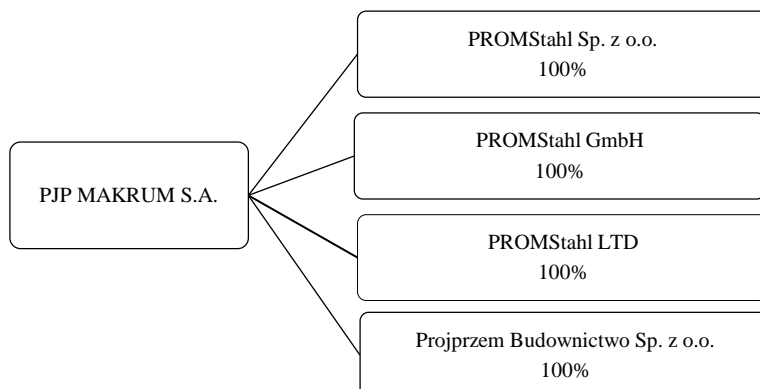 PROMStahl Sp. z o.o.
100%
PROMStahl GmbH
100%
PJP MAKRUM S.A.
PROMStahl LTD
100%
Projprzem Budownictwo Sp. z o.o.
100%